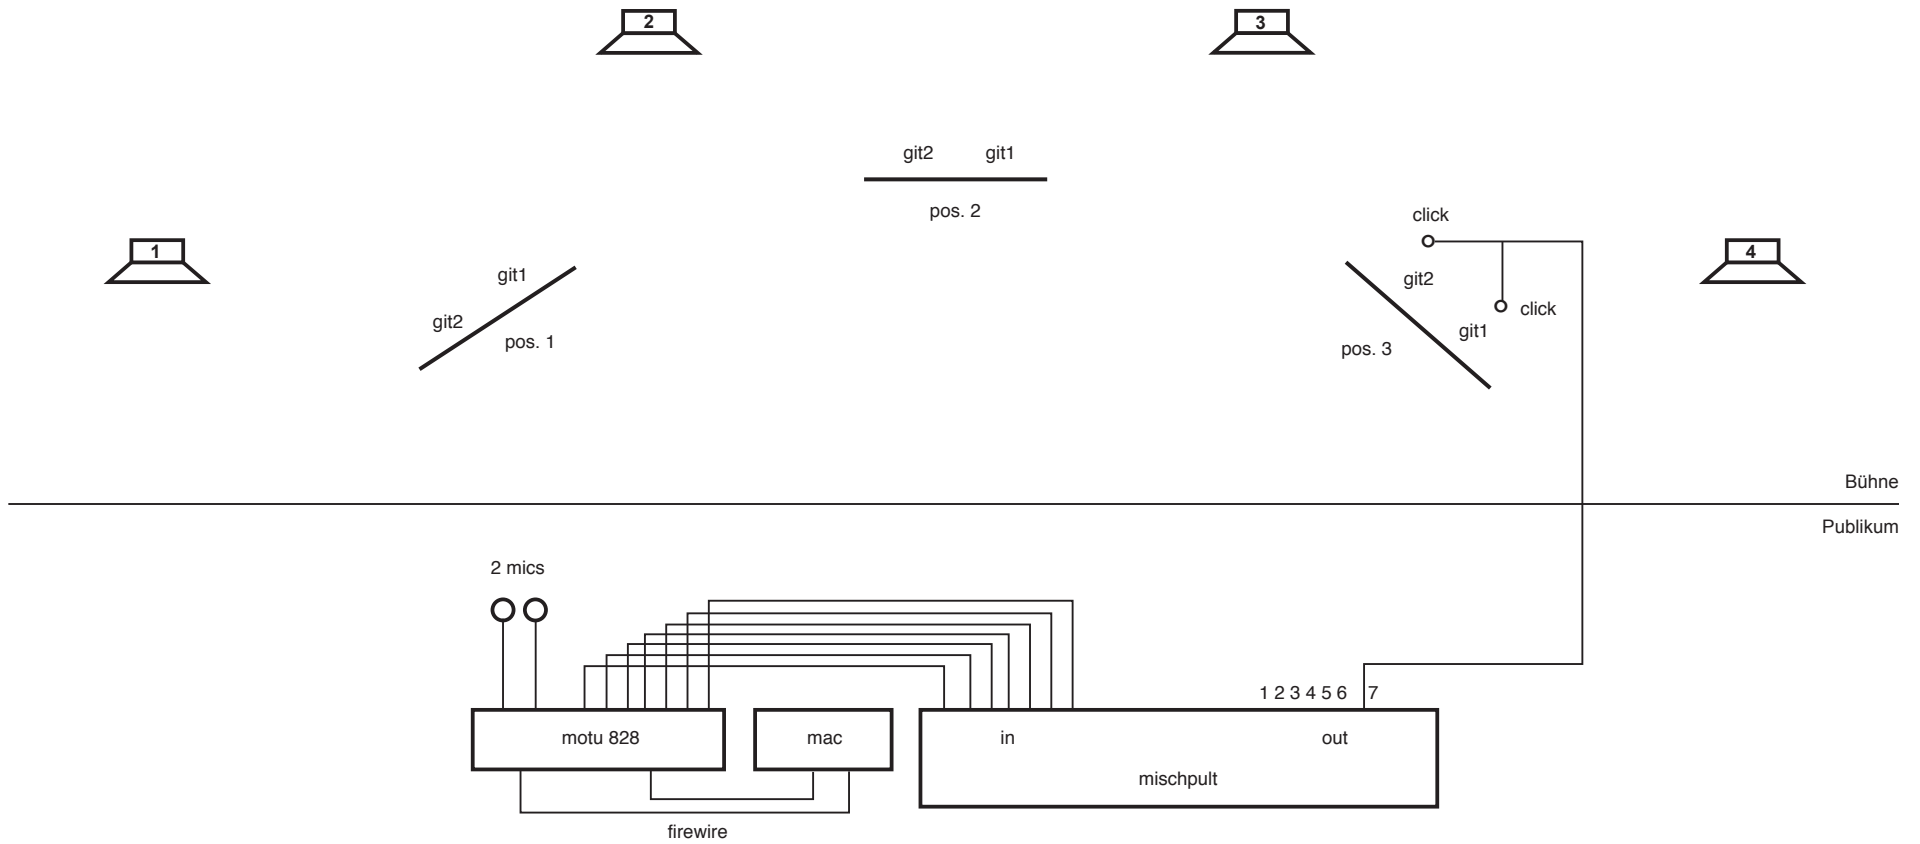 2
3
git2 git1
pos. 2
click
1
4
git1
git2
git2
click
git1
pos. 1
pos. 3
Bühne
Publikum
2 mics
1 2 3 4 5 6 7
motu 828
mac
in
out
mischpult
firewire